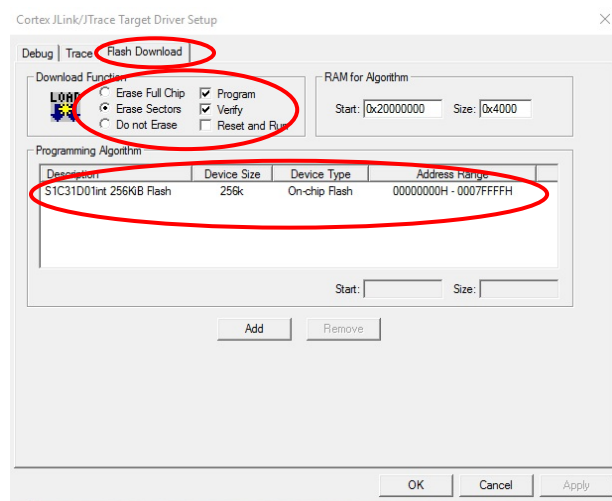 Cortex JLink/JTrace Target Driver Setup
Debug Trace Flash Download
Download Function
LOAD
Erase Full Chip
Erase Sectors
Do not Erase
Program
Verify
Reset and Run
RAM for Algorithm
Start: 0x20000000 Size: 0x4000
Programming Algorithm
Description Device Size Device Type Address Range
S1C31D01int 256KiB Flash 256k On-chip Flash 00000000H - 0007FFFFH
Start: Size:
Add Remove
OK Cancel Apply